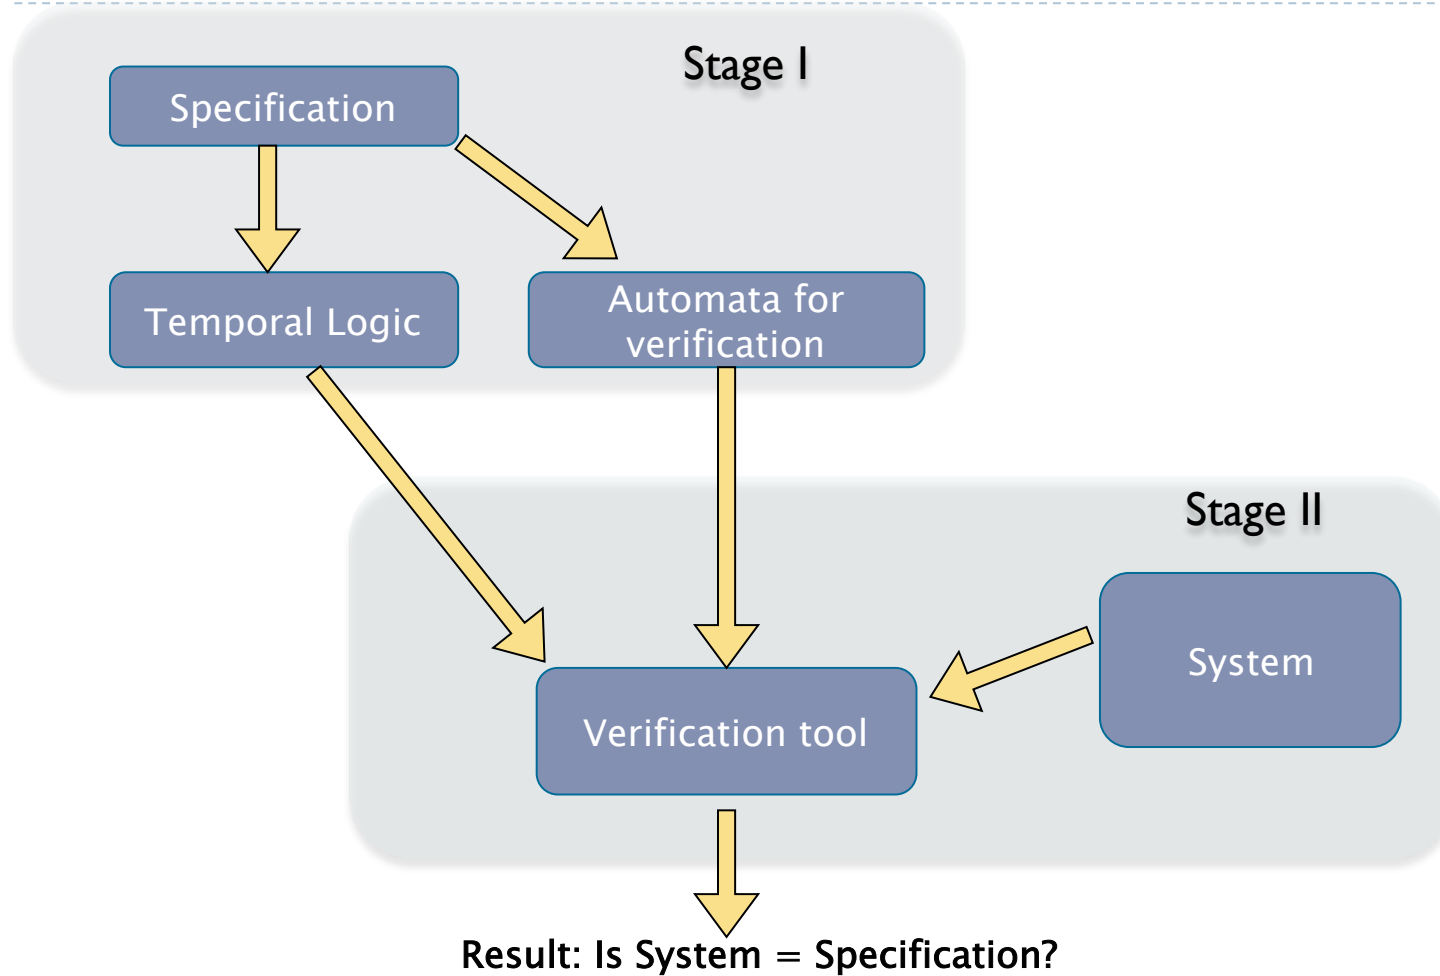 Stage I
Specification
Temporal Logic
Automata for
verification
Stage II
System
Verification tool
Result: Is System = Specification?